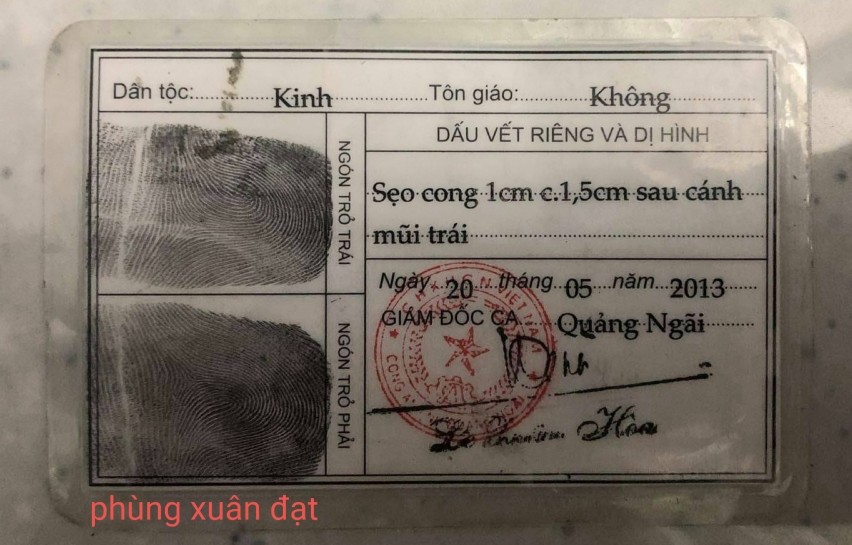 Dân tộc: Kinh Tôn giáo: Không
NGÓN TRỎ TRÁI
DẤU VẾT RIÊNG VÀ DỊ HÌNH
Sẹo cong 1cm c.1,5cm sau cánh
mũi trái
NGÓN TRỎ PHẢI
Ngày 20 tháng 05 năm 2013
GIÁM ĐỐC CA Quảng Ngãi
phùng xuân đạt